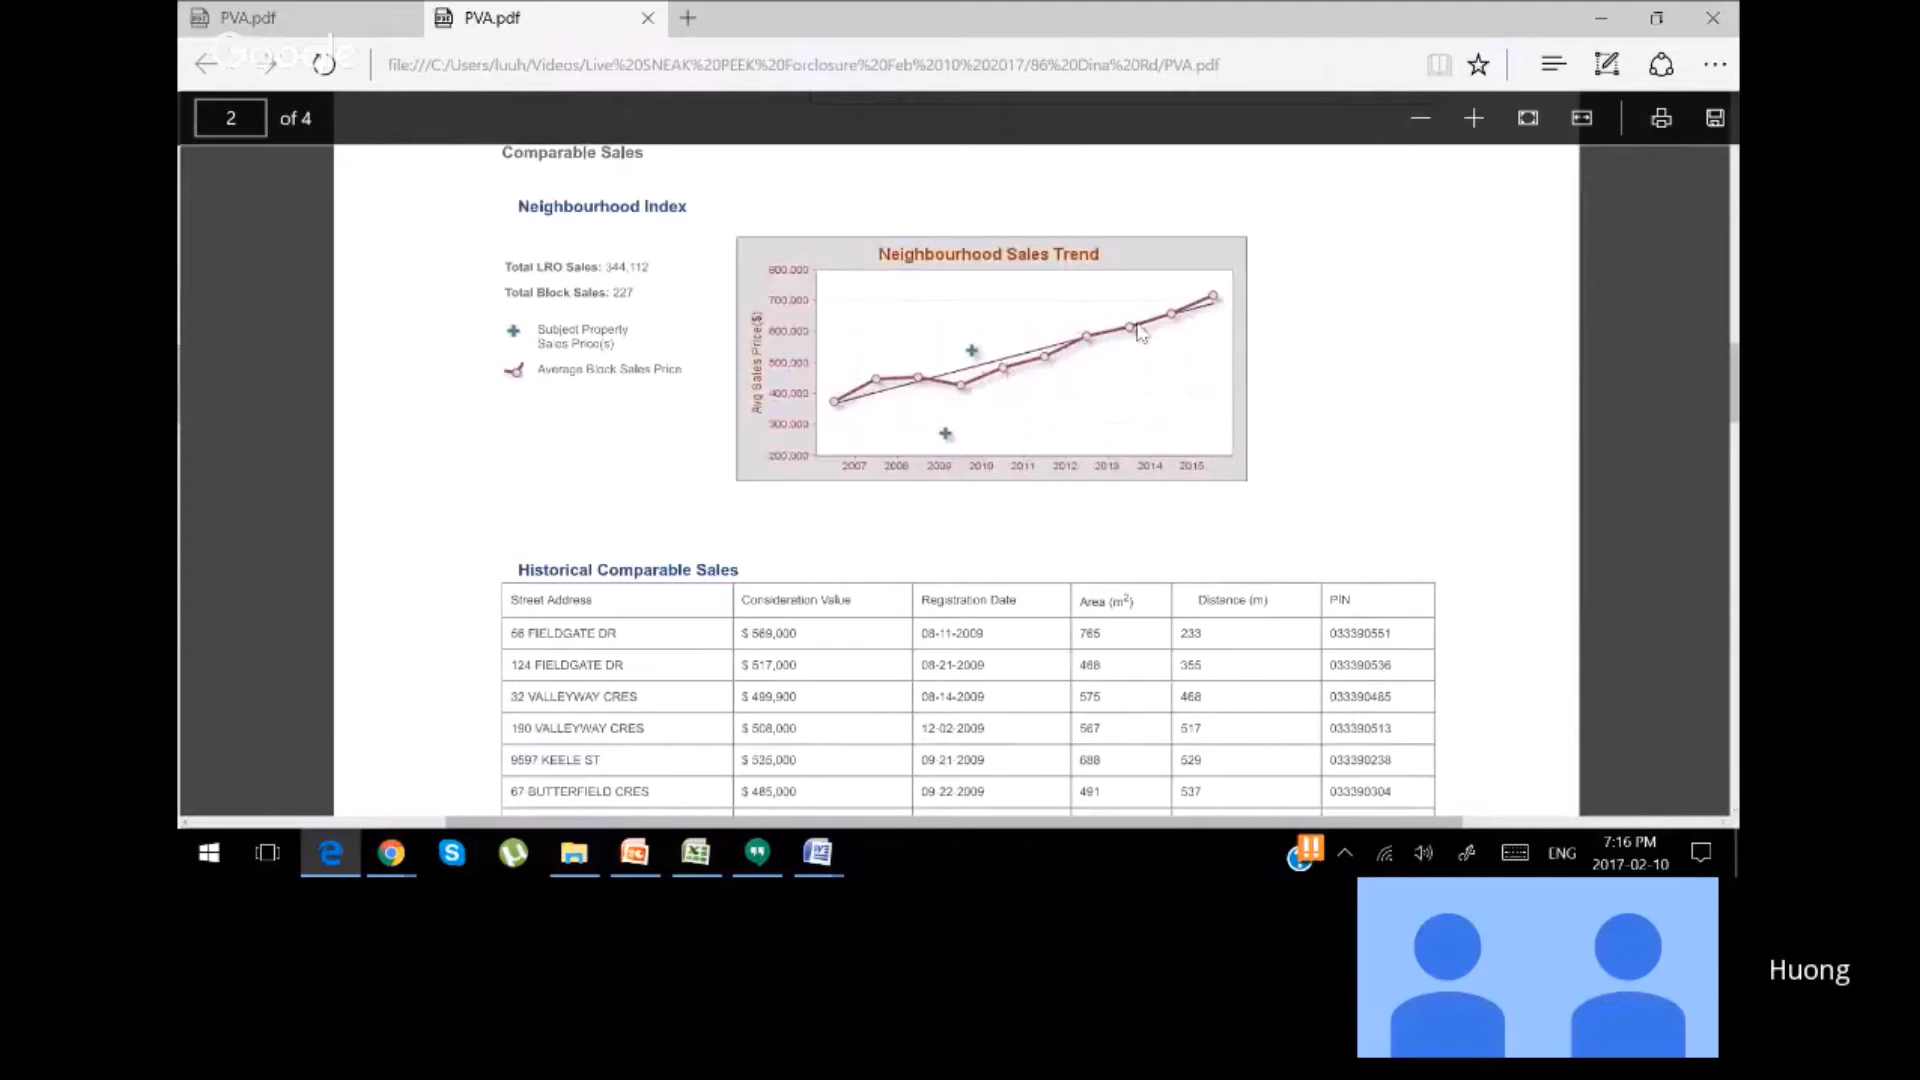 PVA.pdf
PVA.pdf
Google
file:///C:/Users/luuh/Videos/Live%20SNEAK%20PEEK%20Forclosure%20Feb%2010%202017/86%20Dina%20Rd/PVA.pdf
2 of 4
Comparable Sales
Neighbourhood Index
Total LRO Sales: 344,112
Total Block Sales: 227
Subject Property
Sales Price(s)
Average Block Sales Price
Neighbourhood Sales Trend
Avg Sales Price($)
800,000
700,000
600,000
500,000
400,000
300,000
200,000
2007 2008 2009 2010 2011 2012 2013 2014 2015
Historical Comparable Sales
Street Address Consideration Value Registration Date Area (m2) Distance (m) PIN
56 FIELDGATE DR $ 569,000 08-11-2009 765 233 033390551
124 FIELDGATE DR $ 517,000 08-21-2009 468 355 033390536
32 VALLEYWAY CRES $ 499,900 08-14-2009 575 468 033390465
190 VALLEYWAY CRES $ 508,000 12-02-2009 567 517 033390513
9597 KEELE ST $ 535,000 09-21-2009 688 529 033390238
67 BUTTERFIELD CRES $ 485,000 09-22-2009 491 537 033390304
ENG
7:16 PM
2017-02-10
Huong